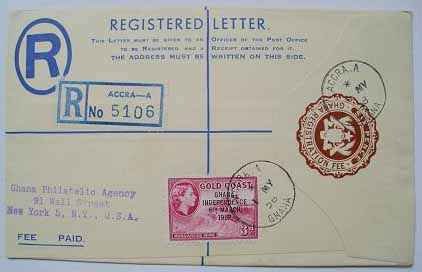 REGISTERED LETTER.
THIS LETTER MUST BE GIVEN TO AN OFFICER OF THE POST OFFICE
TO BE REGISTERED, AND A RECEIPT OBTAINED FOR IT.
THE ADDRESS MUST BE WRITTEN ON THIS SIDE.
R
ACCRA—A
R No 5106
ACCRA. A
MY
GHANA
GHANA
REGISTRATION FEE
ACCRA. A
MY
GHANA
GOLD COAST
GHANA
INDEPENDENCE
6TH MARCH,
1957.
3d
Ghana Philatelic Agency
91 Wall Street
New York 5, N.Y., U.S.A.
FEE PAID.